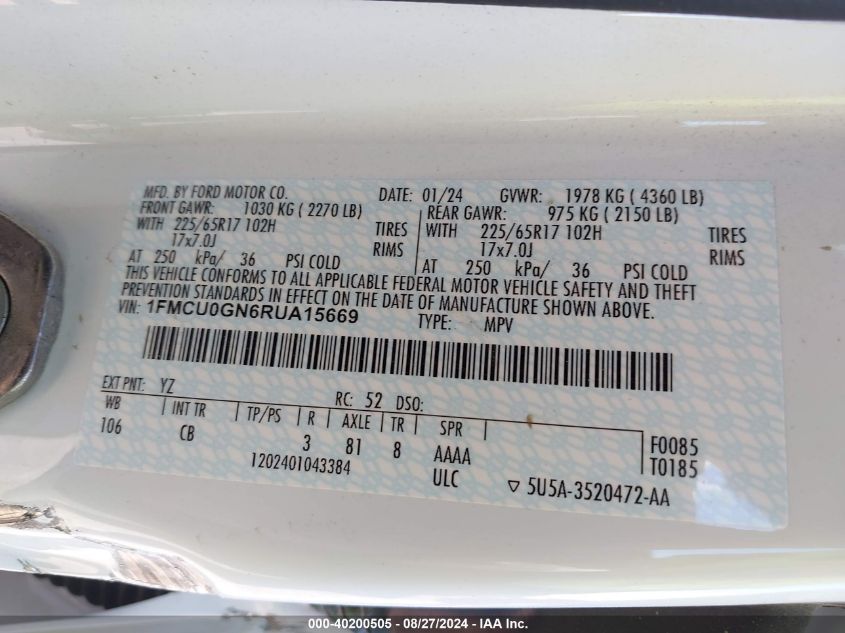 MFD. BY FORD MOTOR CO. DATE: 01/24 GVWR: 1978 KG ( 4360 LB)
FRONT GAWR: 1030 KG ( 2270 LB) REAR GAWR: 975 KG ( 2150 LB)
WITH 225/65R17 102H TIRES WITH 225/65R17 102H TIRES
17x7.0J RIMS 17x7.0J RIMS
AT 250 kPa/ 36 PSI COLD AT 250 kPa/ 36 PSI COLD
THIS VEHICLE CONFORMS TO ALL APPLICABLE FEDERAL MOTOR VEHICLE SAFETY AND THEFT
PREVENTION STANDARDS IN EFFECT ON THE DATE OF MANUFACTURE SHOWN ABOVE.
VIN: 1FMCU0GN6RUA15669 TYPE: MPV
EXT PNT: YZ RC: 52 DSO:
WB INT TR TP/PS R AXLE TR SPR
106 CB 3 81 8 AAAA F0085
1202401043384 ULC T0185
5U5A-3520472-AA
000-40200505 - 08/27/2024 - IAA Inc.